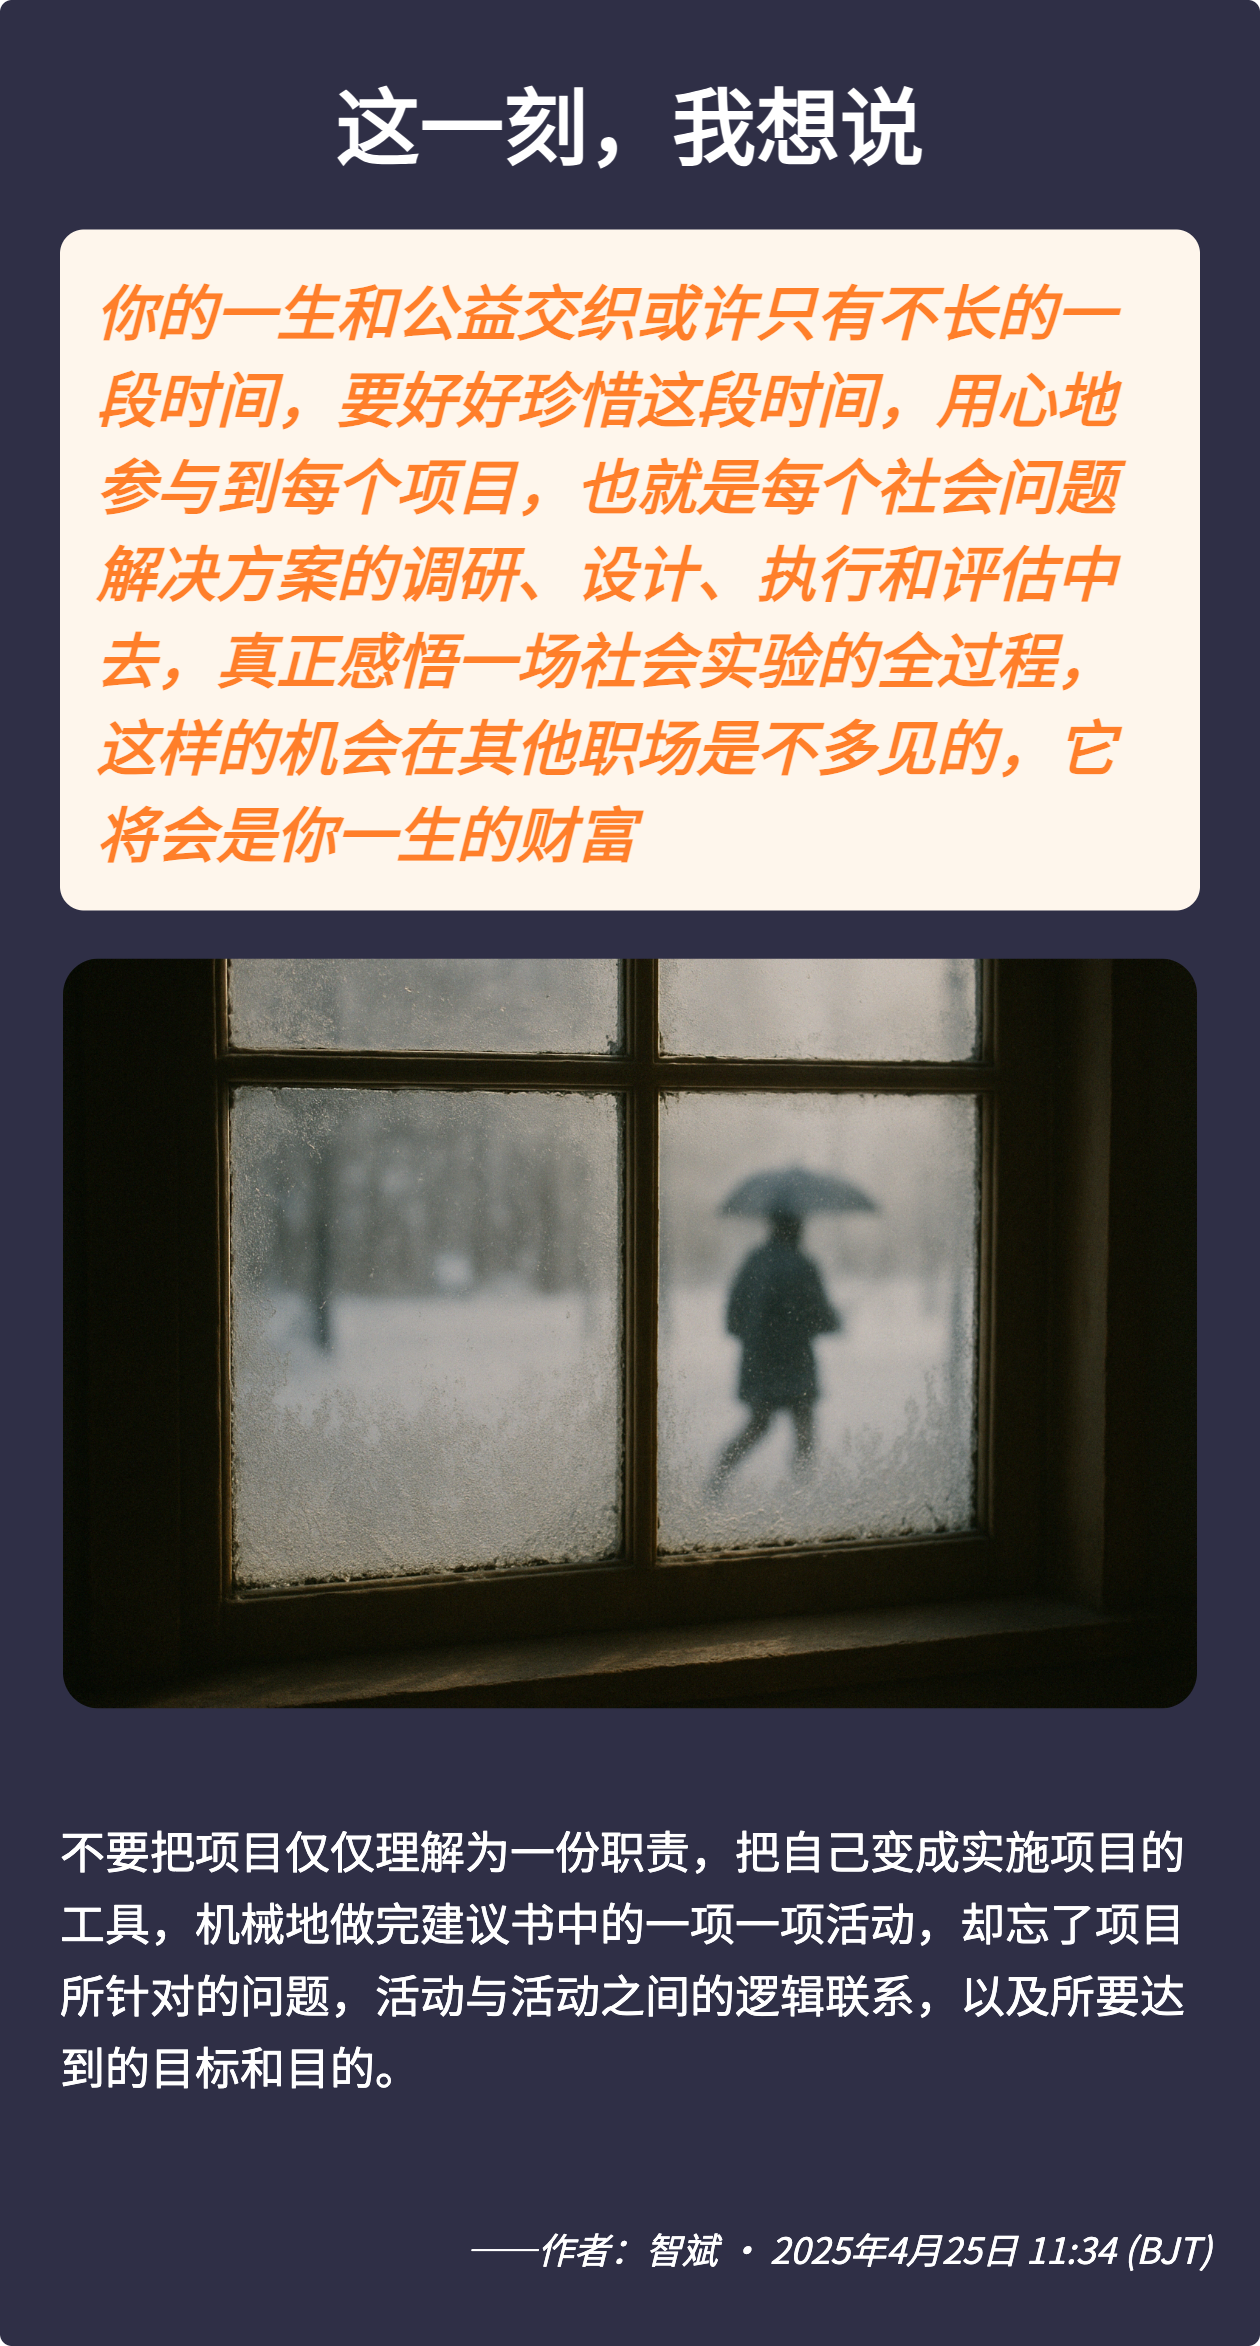 这一刻，我想说
你的一生和公益交织或许只有不长的一
段时间，要好好珍惜这段时间，用心地
参与到每个项目，也就是每个社会问题
解决方案的调研、设计、执行和评估中
去，真正感悟一场社会实验的全过程，
这样的机会在其他职场是不多见的，它
将会是你一生的财富
不要把项目仅仅理解为一份职责，把自己变成实施项目的
工具，机械地做完建议书中的一项一项活动，却忘了项目
所针对的问题，活动与活动之间的逻辑联系，以及所要达
到的目标和目的。
——作者：智斌 · 2025年4月25日 11:34 (BJT)